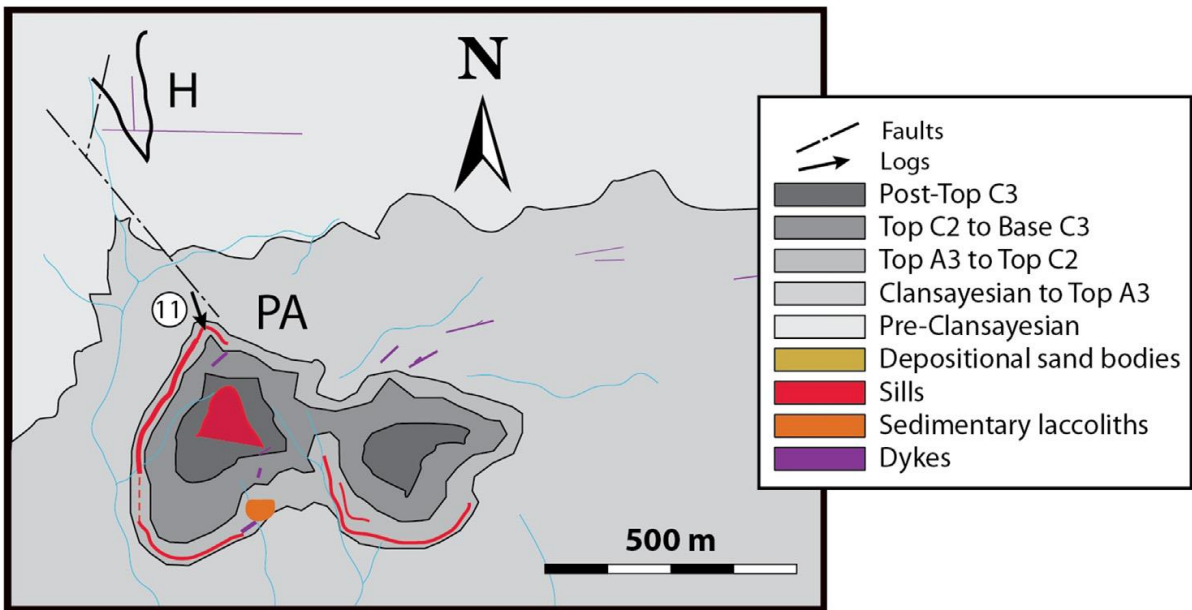 H
N
11
PA
500 m
Faults
Logs
Post-Top C3
Top C2 to Base C3
Top A3 to Top C2
Clansayesian to Top A3
Pre-Clansayesian
Depositional sand bodies
Sills
Sedimentary laccoliths
Dykes